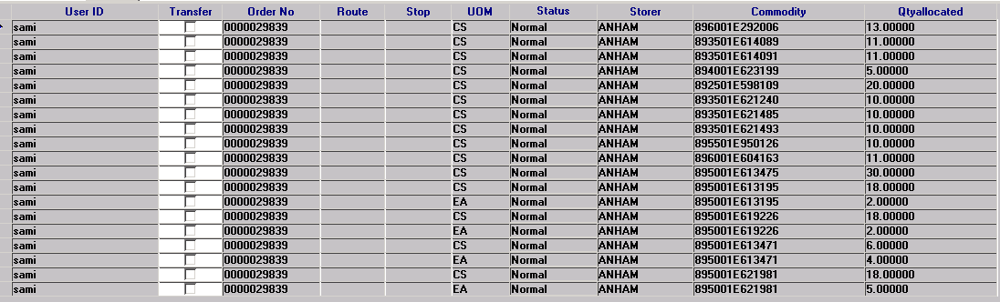 User ID Transfer Order No Route Stop UOM Status Storer Commodity Qtyallocated
sami 0000029839 CS Normal ANHAM 896001E292006 13.00000
sami 0000029839 CS Normal ANHAM 893501E614089 11.00000
sami 0000029839 CS Normal ANHAM 893501E614091 11.00000
sami 0000029839 CS Normal ANHAM 894001E623199 5.00000
sami 0000029839 CS Normal ANHAM 892501E598109 20.00000
sami 0000029839 CS Normal ANHAM 893501E621240 10.00000
sami 0000029839 CS Normal ANHAM 893501E621485 10.00000
sami 0000029839 CS Normal ANHAM 893501E621493 10.00000
sami 0000029839 CS Normal ANHAM 895501E950126 10.00000
sami 0000029839 CS Normal ANHAM 896001E604163 11.00000
sami 0000029839 CS Normal ANHAM 895001E613475 30.00000
sami 0000029839 CS Normal ANHAM 895001E613195 18.00000
sami 0000029839 EA Normal ANHAM 895001E613195 2.00000
sami 0000029839 CS Normal ANHAM 895001E619226 18.00000
sami 0000029839 EA Normal ANHAM 895001E619226 2.00000
sami 0000029839 CS Normal ANHAM 895001E613471 6.00000
sami 0000029839 EA Normal ANHAM 895001E613471 4.00000
sami 0000029839 CS Normal ANHAM 895001E621981 18.00000
sami 0000029839 EA Normal ANHAM 895001E621981 5.00000